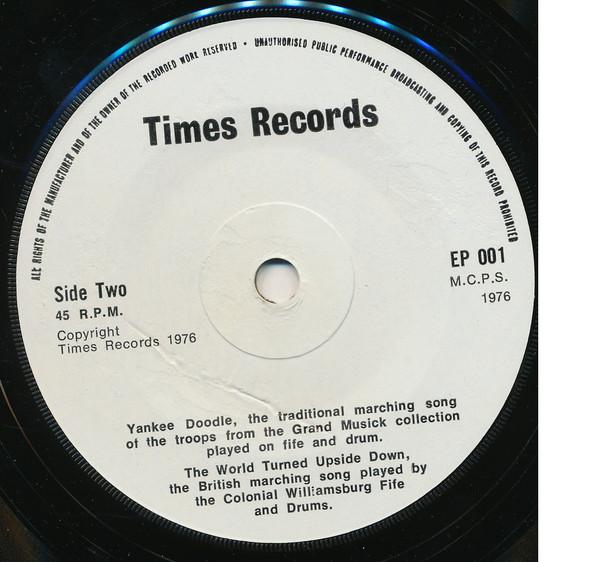 ALL RIGHTS OF THE MANUFACTURER AND OF THE OWNER OF THE RECORDED WORK RESERVED • UNAUTHORISED PUBLIC PERFORMANCE BROADCASTING AND COPYING OF THIS RECORD PROHIBITED
Times Records
Side Two
45 R.P.M.
Copyright
Times Records 1976
EP 001
M.C.P.S.
1976
Yankee Doodle, the traditional marching song
of the troops from the Grand Musick collection
played on fife and drum.
The World Turned Upside Down,
the British marching song played by
the Colonial Williamsburg Fife
and Drums.